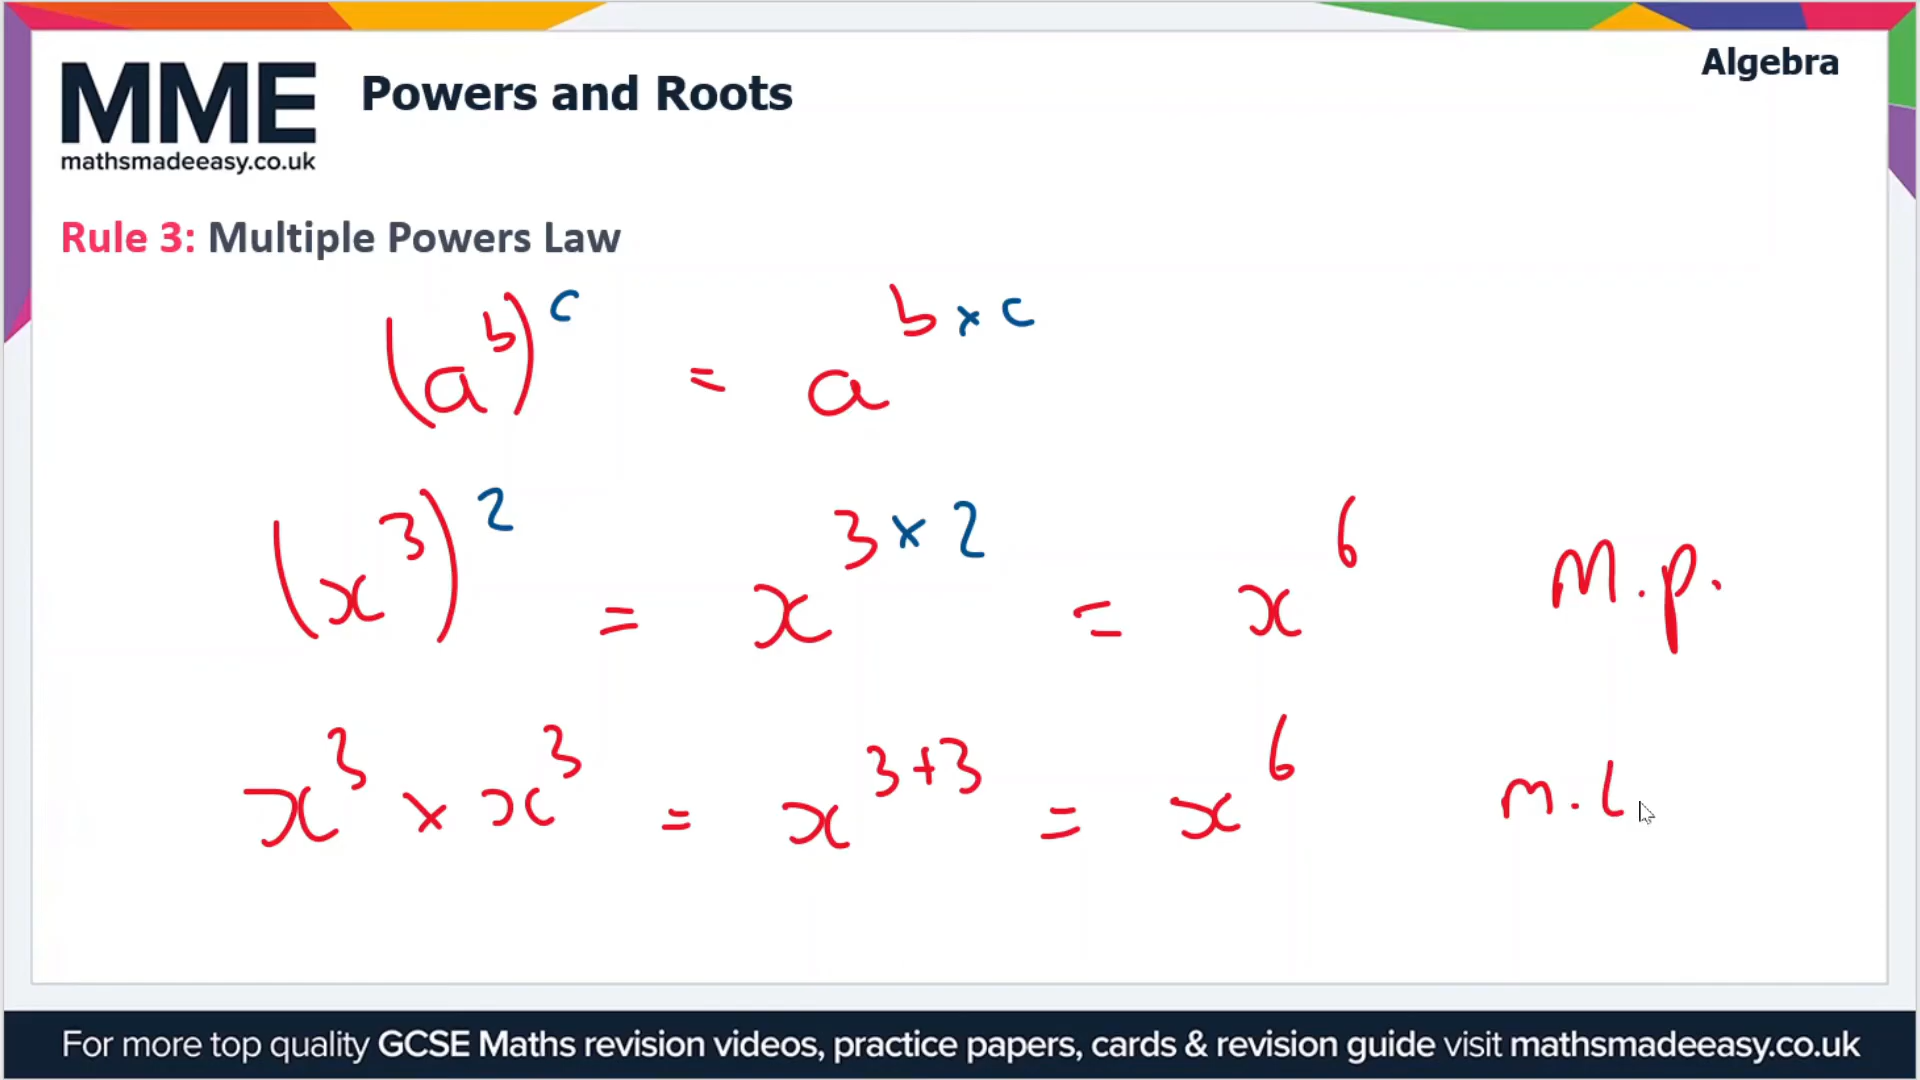 Algebra
MME
Powers and Roots
mathsmadeeasy.co.uk
Rule 3: Multiple Powers Law
(a^b)^c = a^(b × c)
(x^3)^2 = x^(3 × 2) = x^6 M.p.
x^3 × x^3 = x^(3+3) = x^6 m.L
For more top quality GCSE Maths revision videos, practice papers, cards & revision guide visit mathsmadeeasy.co.uk